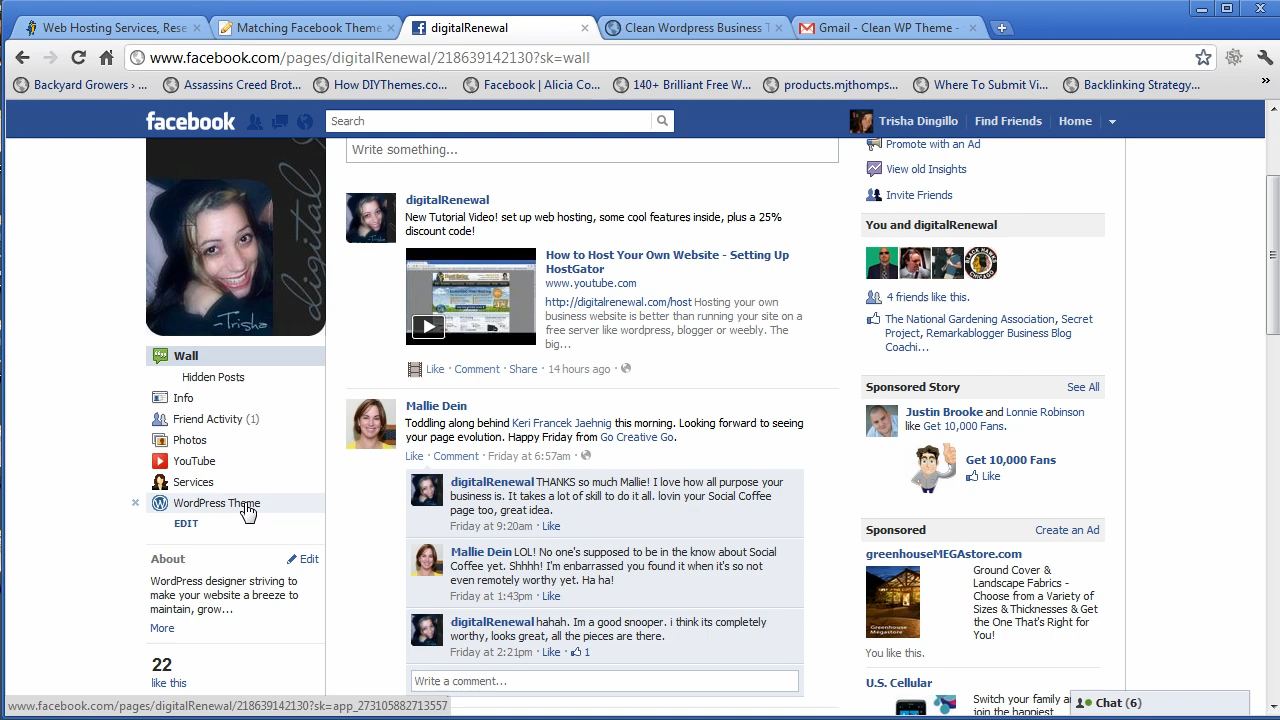 Web Hosting Services, Rese
Matching Facebook Theme
digitalRenewal
Clean Wordpress Business T
Gmail - Clean WP Theme -
www.facebook.com/pages/digitalRenewal/218639142130?sk=wall
Backyard Growers › ...
Assassins Creed Brot...
How DIYThemes.co...
Facebook | Alicia Co...
140+ Brilliant Free W...
products.mjthomps...
Where To Submit Vi...
Backlinking Strategy...
facebook
Search
Trisha Dingillo
Find Friends
Home
digital
-Trisha
Wall
Hidden Posts
Info
Friend Activity (1)
Photos
YouTube
Services
WordPress Theme
EDIT
About
Edit
WordPress designer striving to
make your website a breeze to
maintain, grow...
More
22
like this
Write something...
digitalRenewal
New Tutorial Video! set up web hosting, some cool features inside, plus a 25%
discount code!
How to Host Your Own Website - Setting Up
HostGator
www.youtube.com
http://digitalrenewal.com/host Hosting your own
business website is better than running your site on a
free server like wordpress, blogger or weebly. The
big...
Like · Comment · Share · 14 hours ago ·
Mallie Dein
Toddling along behind Keri Francek Jaehnig this morning. Looking forward to seeing
your page evolution. Happy Friday from Go Creative Go.
Like · Comment · Friday at 6:57am ·
digitalRenewal THANKS so much Mallie! I love how all purpose your
business is. It takes a lot of skill to do it all. lovin your Social Coffee
page too, great idea.
Friday at 9:20am · Like
Mallie Dein LOL! No one's supposed to be in the know about Social
Coffee yet. Shhhh! I'm embarrassed you found it when it's so not
even remotely worthy yet. Ha ha!
Friday at 1:43pm · Like
digitalRenewal hahah. Im a good snooper. i think its completely
worthy, looks great, all the pieces are there.
Friday at 2:21pm · Like · 1
Write a comment...
Promote with an Ad
View old Insights
Invite Friends
You and digitalRenewal
4 friends like this.
The National Gardening Association, Secret
Project, Remarkablogger Business Blog
Coachi...
Sponsored Story
See All
Justin Brooke and Lonnie Robinson
like Get 10,000 Fans.
Get 10,000 Fans
Like
Sponsored
Create an Ad
greenhouseMEGAstore.com
Ground Cover &
Landscape Fabrics -
Choose from a Variety of
Sizes & Thicknesses & Get
the One That's Right for
You!
Greenhouse
Megastore
You like this.
U.S. Cellular
Switch your family a
join the happiest
Chat (6)